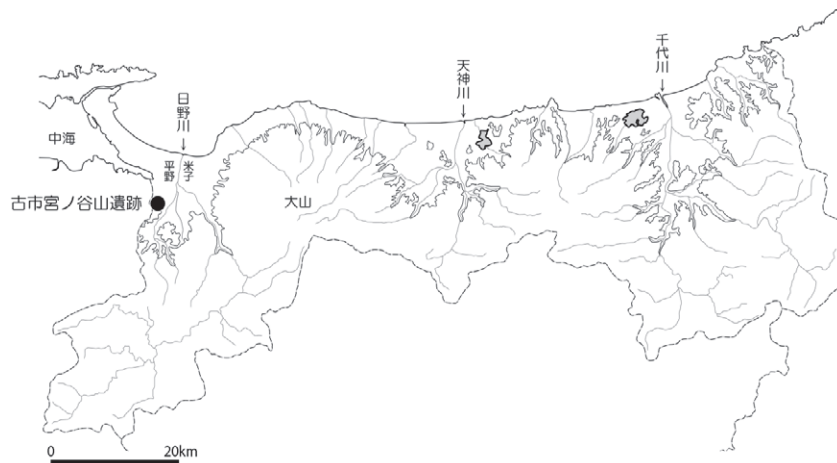 千代川
天神川
日野川
中海
米子
平野
大山
古市宮ノ谷山遺跡
0 20km